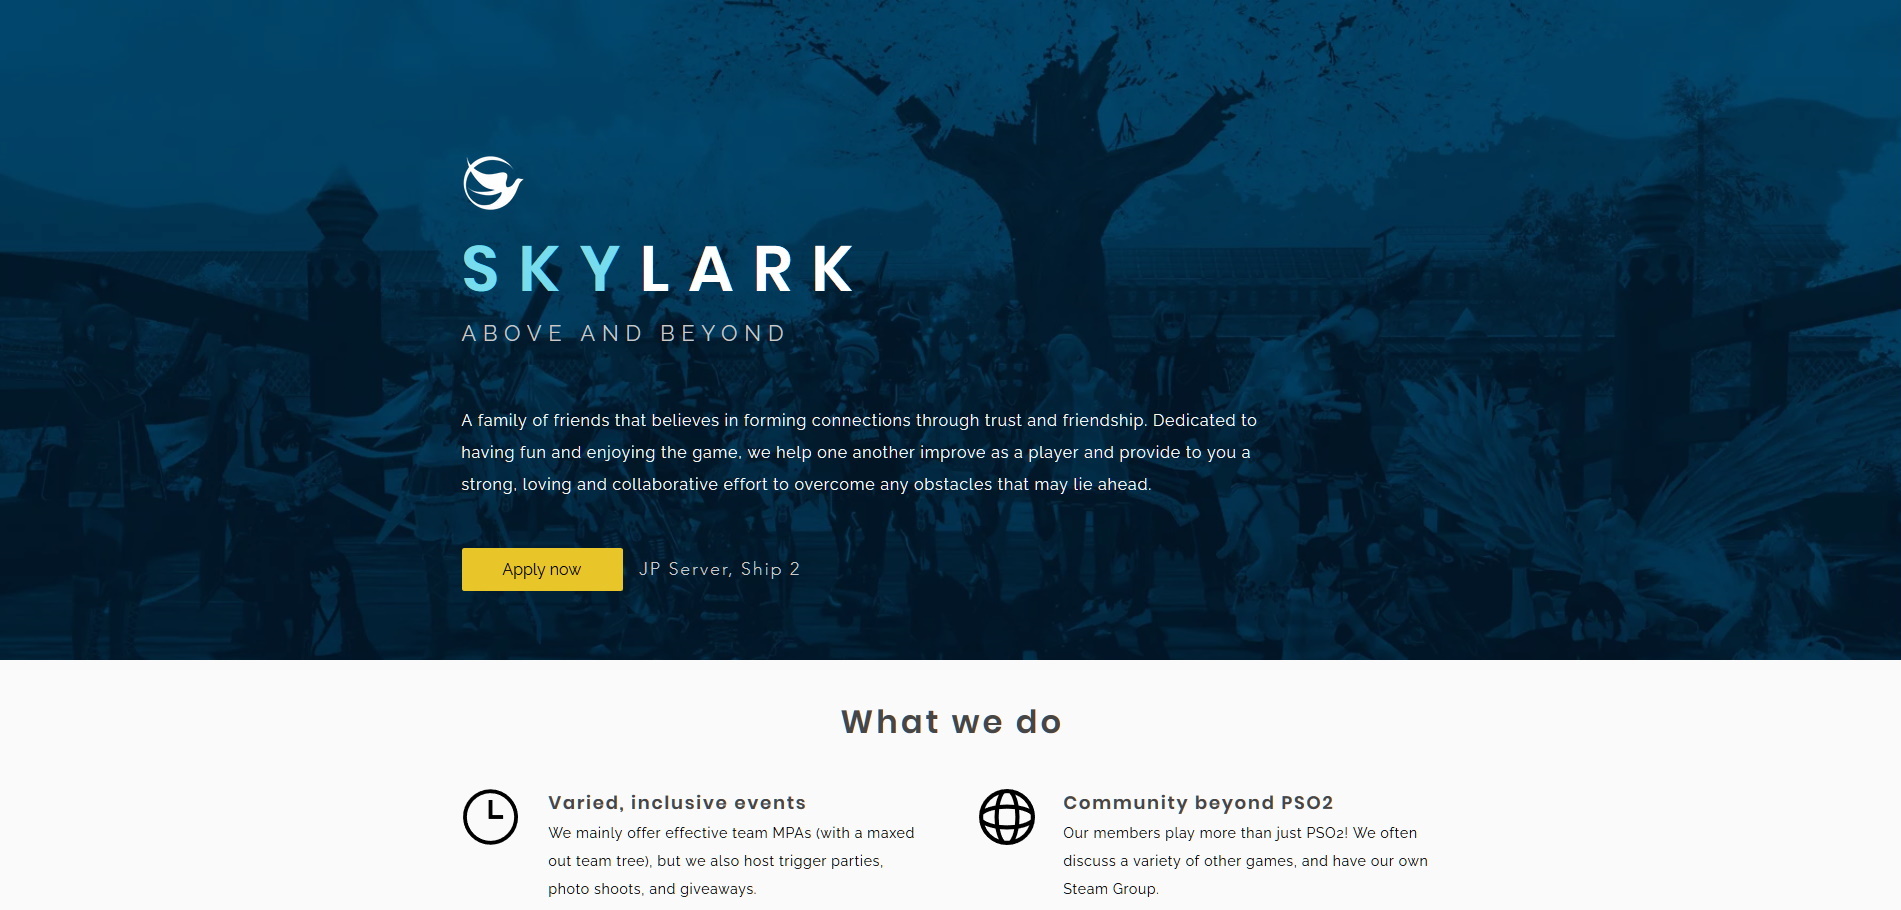 SKYLARK
ABOVE AND BEYOND
A family of friends that believes in forming connections through trust and friendship. Dedicated to
having fun and enjoying the game, we help one another improve as a player and provide to you a
strong, loving and collaborative effort to overcome any obstacles that may lie ahead.
Apply now
JP Server, Ship 2
What we do
Varied, inclusive events
We mainly offer effective team MPAs (with a maxed
out team tree), but we also host trigger parties,
photo shoots, and giveaways.
Community beyond PSO2
Our members play more than just PSO2! We often
discuss a variety of other games, and have our own
Steam Group.